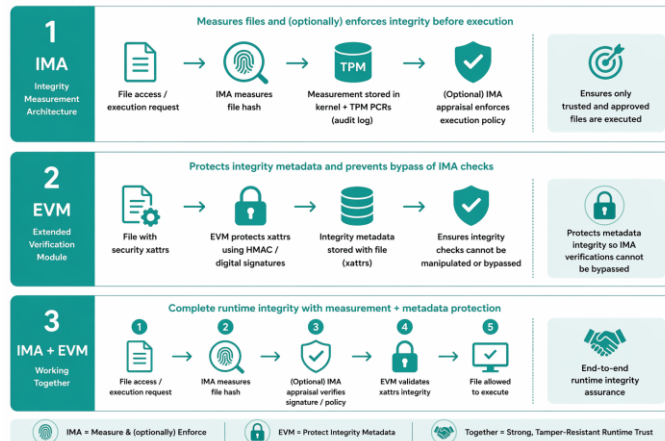 Measures files and (optionally) enforces integrity before execution
1
IMA
Integrity
Measurement
Architecture
File access /
execution request
IMA measures
file hash
TPM
Measurement stored in
kernel + TPM PCRs
(audit log)
(Optional) IMA
appraisal enforces
execution policy
Ensures only
trusted and approved
files are executed
Protects integrity metadata and prevents bypass of IMA checks
2
EVM
Extended
Verification
Module
File with
security xattrs
EVM protects xattrs
using HMAC /
digital signatures
Integrity metadata
stored with file
(xattrs)
Ensures integrity
checks cannot be
manipulated or bypassed
Protects metadata
integrity so IMA
verifications cannot
be bypassed
Complete runtime integrity with measurement + metadata protection
3
IMA + EVM
Working
Together
1
File access /
execution request
2
IMA measures
file hash
3
(Optional) IMA
appraisal verifies
signature / policy
4
EVM validates
xattrs integrity
5
File allowed
to execute
End-to-end
runtime integrity
assurance
IMA = Measure & (optionally) Enforce
EVM = Protect Integrity Metadata
Together = Strong, Tamper-Resistant Runtime Trust